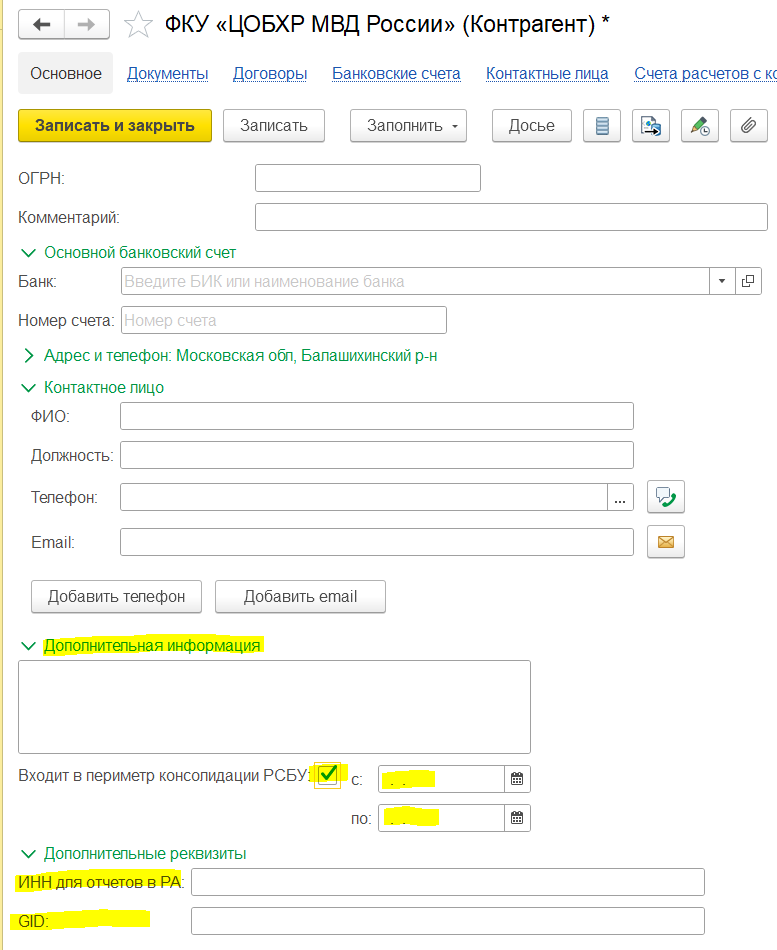 ФКУ «ЦОБХР МВД России» (Контрагент) *
Основное Документы Договоры Банковские счета Контактные лица Счета расчетов с ко
Записать и закрыть Записать Заполнить Досье
ОГРН:
Комментарий:
Основной банковский счет
Банк: Введите БИК или наименование банка
Номер счета: Номер счета
Адрес и телефон: Московская обл, Балашихинский р-н
Контактное лицо
ФИО:
Должность:
Телефон: ...
Email:
Добавить телефон Добавить email
Дополнительная информация
Входит в периметр консолидации РСБУ: с: . .
по: . .
Дополнительные реквизиты
ИНН для отчетов в РА:
GID: